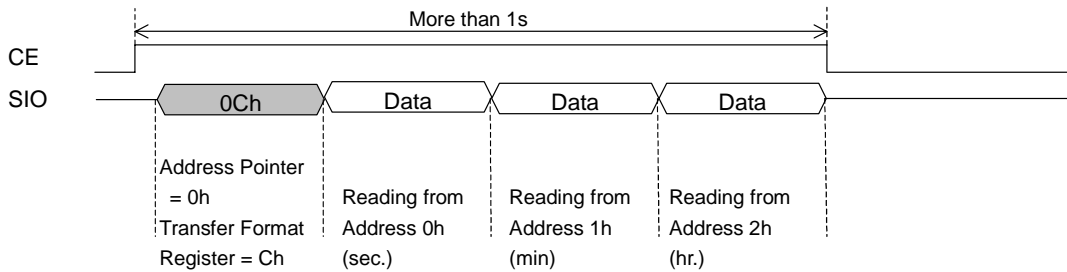 More than 1s
CE
SIO
0Ch
Data
Data
Data
Address Pointer
= 0h
Transfer Format
Register = Ch
Reading from
Address 0h
(sec.)
Reading from
Address 1h
(min)
Reading from
Address 2h
(hr.)